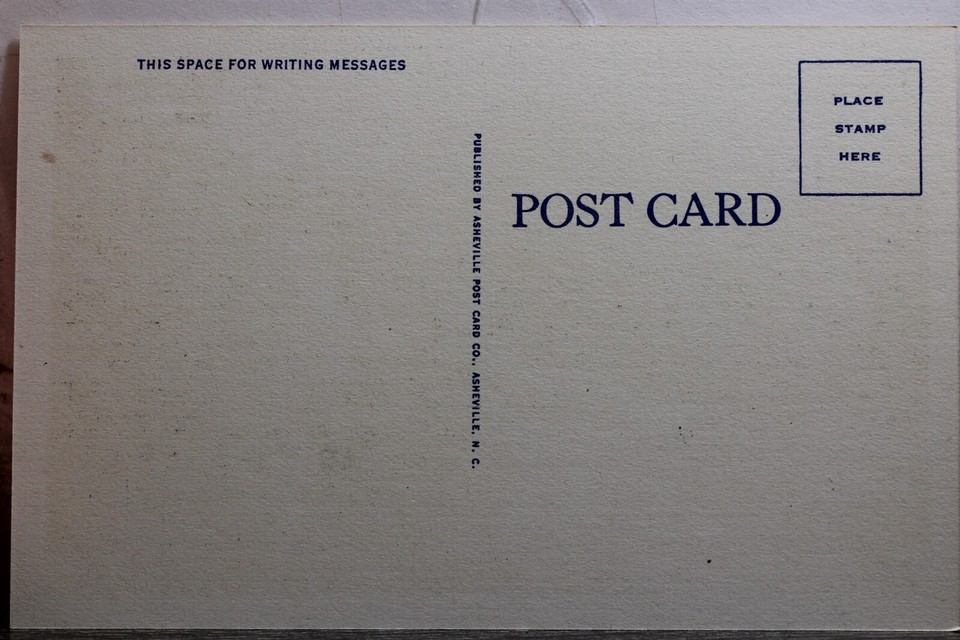 THIS SPACE FOR WRITING MESSAGES
PUBLISHED BY ASHEVILLE POST CARD CO., ASHEVILLE, N. C.
POST CARD
PLACE
STAMP
HERE